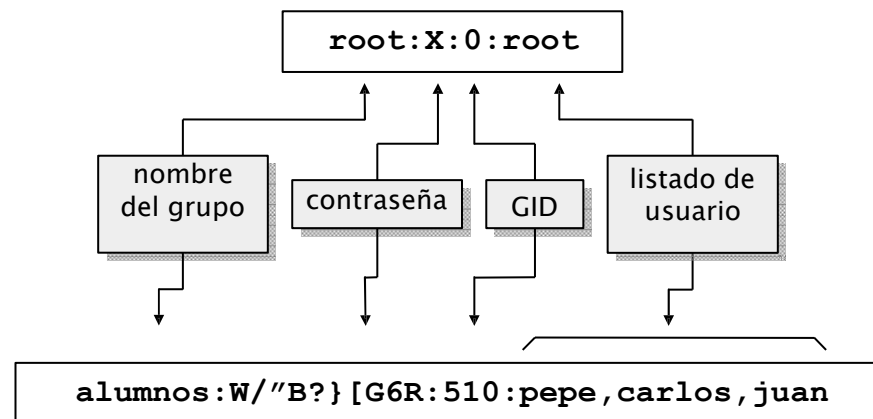 root:X:0:root
nombre
del grupo
contraseña
GID
listado de
usuario
alumnos:W/”B?}[G6R:510:pepe,carlos,juan